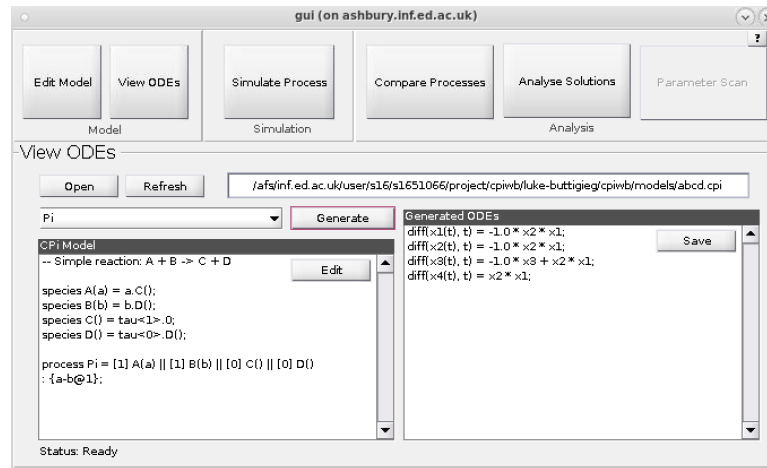 gui (on ashbury.inf.ed.ac.uk)
?
Edit Model
View ODEs
Simulate Process
Compare Processes
Analyse Solutions
Parameter Scan
Model
Simulation
Analysis
View ODEs
Open
Refresh
/afs/inf.ed.ac.uk/user/s16/s1651066/project/cpiwb/luke-buttigieg/cpiwb/models/abcd.cpi
Pi
Generate
CPi Model
-- Simple reaction: A + B -> C + D
Edit
species A(a) = a.C();
species B(b) = b.D();
species C() = tau<1>.0;
species D() = tau<0>.D();
process Pi = [1] A(a) || [1] B(b) || [0] C() || [0] D()
: {a-b@1};
Generated ODEs
diff(x1(t), t) = -1.0 * x2 * x1;
diff(x2(t), t) = -1.0 * x2 * x1;
diff(x3(t), t) = -1.0 * x3 + x2 * x1;
diff(x4(t), t) = x2 * x1;
Save
Status: Ready